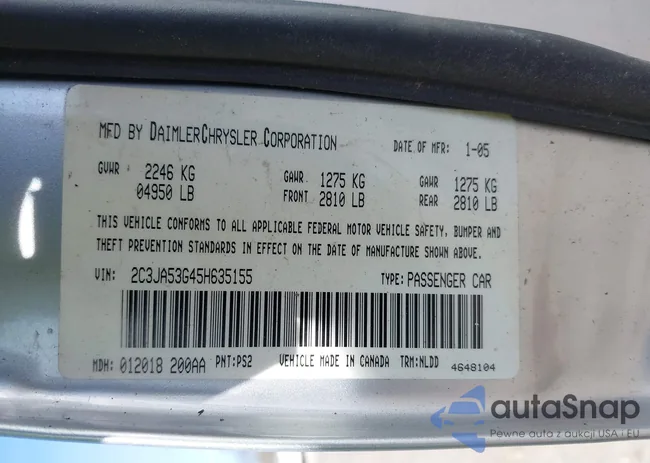 MFD BY DAIMLERCHRYSLER CORPORATION DATE OF MFR: 1-05
GVWR 2246 KG GAWR 1275 KG GAWR 1275 KG
04950 LB FRONT 2810 LB REAR 2810 LB
THIS VEHICLE CONFORMS TO ALL APPLICABLE FEDERAL MOTOR VEHICLE SAFETY, BUMPER AND
THEFT PREVENTION STANDARDS IN EFFECT ON THE DATE OF MANUFACTURE SHOWN ABOVE.
VIN: 2C3JA53G45H635155 TYPE: PASSENGER CAR
MDH: 012018 200AA PNT:PS2 VEHICLE MADE IN CANADA TRM:NLDD 4648104
autaSnap
Pewne auta z aukcji USA i EU